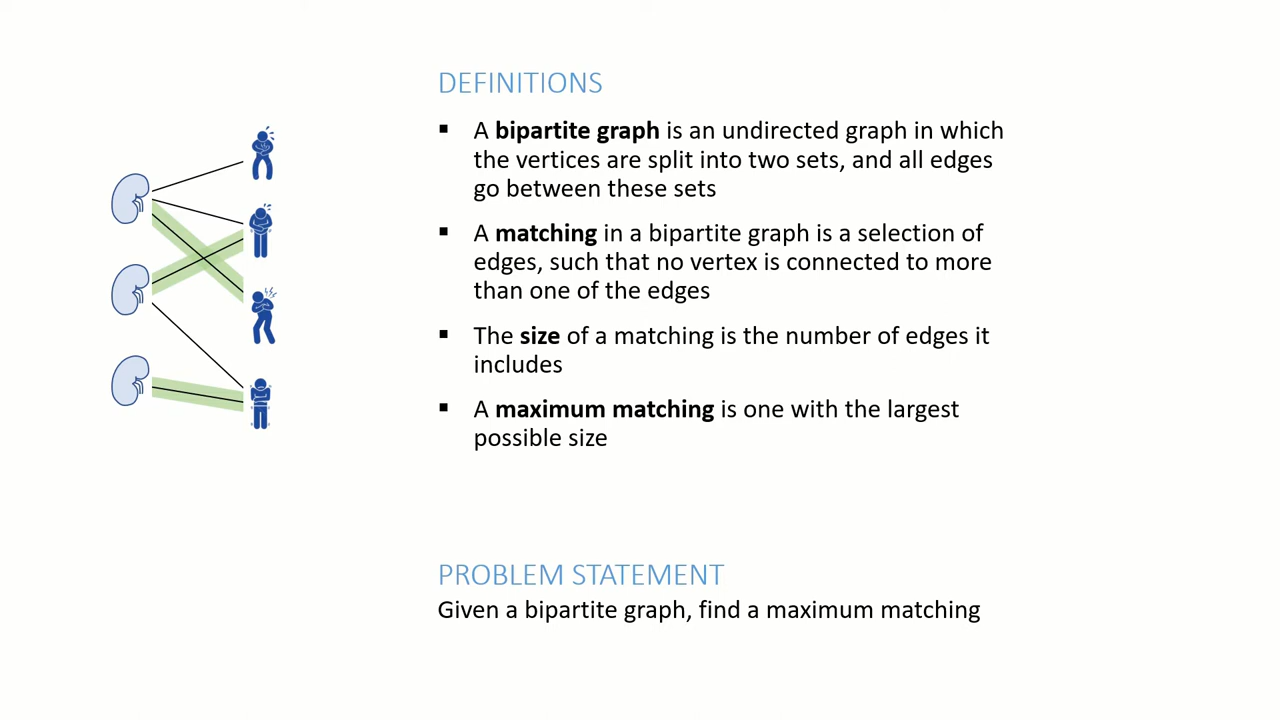 DEFINITIONS
▪ A bipartite graph is an undirected graph in which
the vertices are split into two sets, and all edges
go between these sets
▪ A matching in a bipartite graph is a selection of
edges, such that no vertex is connected to more
than one of the edges
▪ The size of a matching is the number of edges it
includes
▪ A maximum matching is one with the largest
possible size
PROBLEM STATEMENT
Given a bipartite graph, find a maximum matching